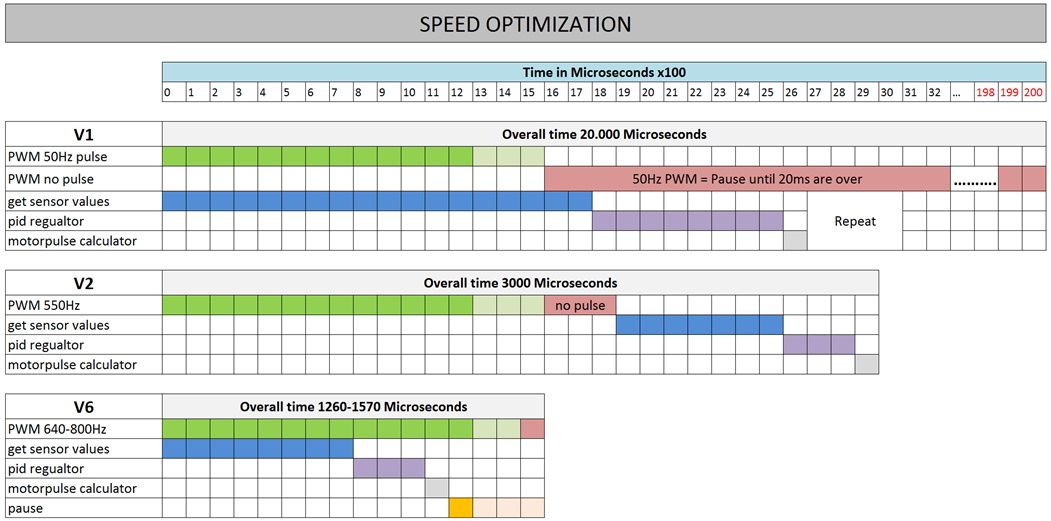 SPEED OPTIMIZATION
Time in Microseconds x100
0 1 2 3 4 5 6 7 8 9 10 11 12 13 14 15 16 17 18 19 20 21 22 23 24 25 26 27 28 29 30 31 32 ... 198 199 200
V1 Overall time 20.000 Microseconds
PWM 50Hz pulse
PWM no pulse 50Hz PWM = Pause until 20ms are over ..........
get sensor values
pid regualtor Repeat
motorpulse calculator
V2 Overall time 3000 Microseconds
PWM 550Hz no pulse
get sensor values
pid regualtor
motorpulse calculator
V6 Overall time 1260-1570 Microseconds
PWM 640-800Hz
get sensor values
pid regualtor
motorpulse calculator
pause